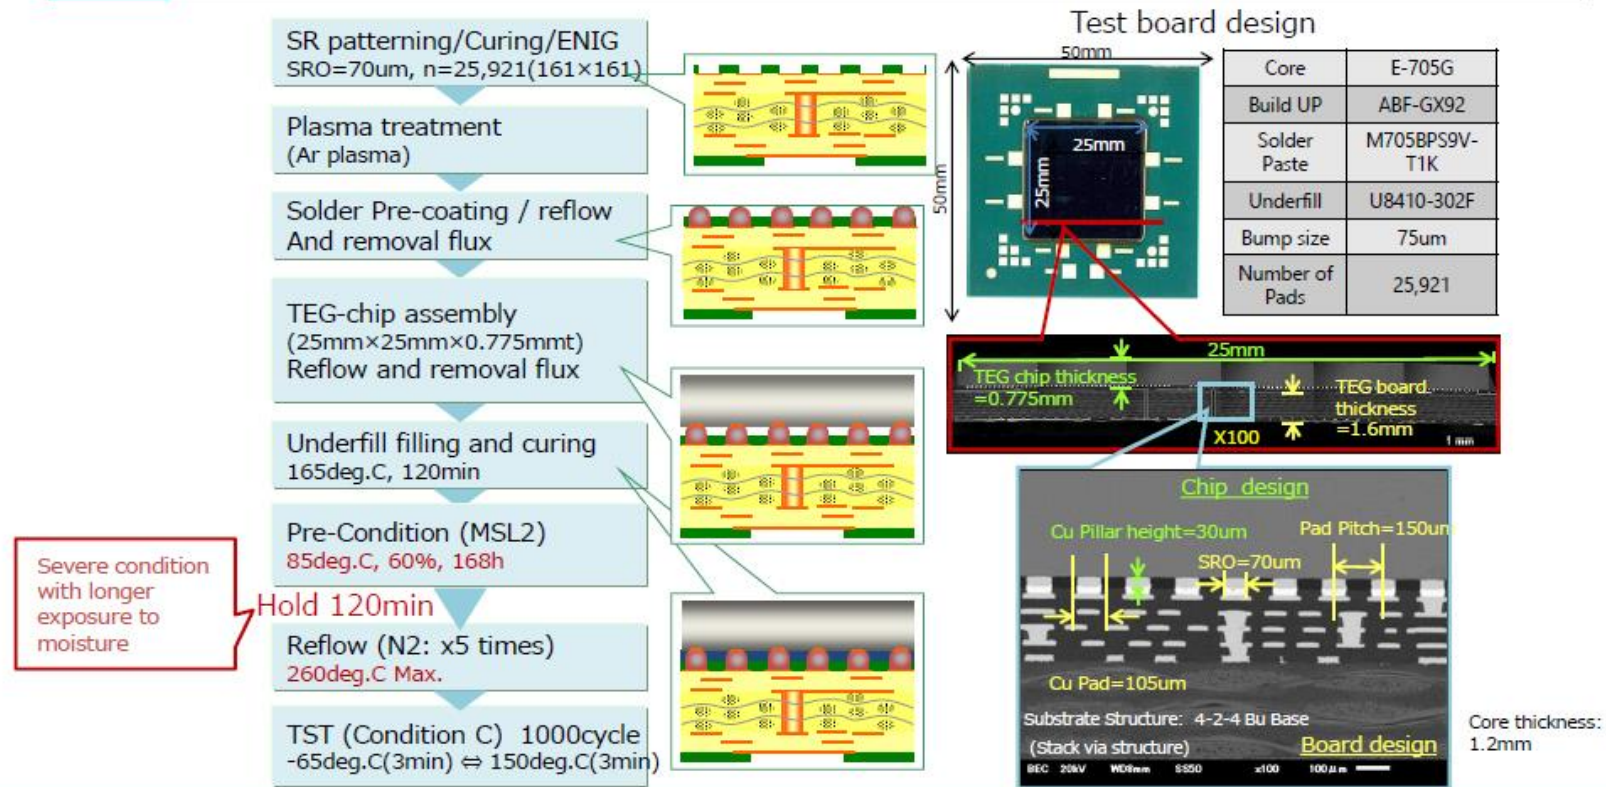 SR patterning/Curing/ENIG
SRO=70um, n=25,921(161×161)
Plasma treatment
(Ar plasma)
Solder Pre-coating / reflow
And removal flux
TEG-chip assembly
(25mm×25mm×0.775mmt)
Reflow and removal flux
Underfill filling and curing
165deg.C, 120min
Pre-Condition (MSL2)
85deg.C, 60%, 168h
Severe condition
with longer
exposure to
moisture
Hold 120min
Reflow (N2: x5 times)
260deg.C Max.
TST (Condition C) 1000cycle
-65deg.C(3min) ⇔ 150deg.C(3min)
Test board design
50mm
50mm
25mm
25mm
Core E-705G
Build UP ABF-GX92
Solder
Paste
M705BPS9V-
T1K
Underfill U8410-302F
Bump size 75um
Number of
Pads
25,921
25mm
TEG chip thickness
=0.775mm
TEG board
thickness
=1.6mm
X100
1 mm
Chip design
Cu Pillar height=30um
Pad Pitch=150um
SRO=70um
Cu Pad=105um
Substrate Structure: 4-2-4 Bu Base
(Stack via structure)
Board design
BEC 20kV WD8mm SS50 x100 100μm
Core thickness:
1.2mm